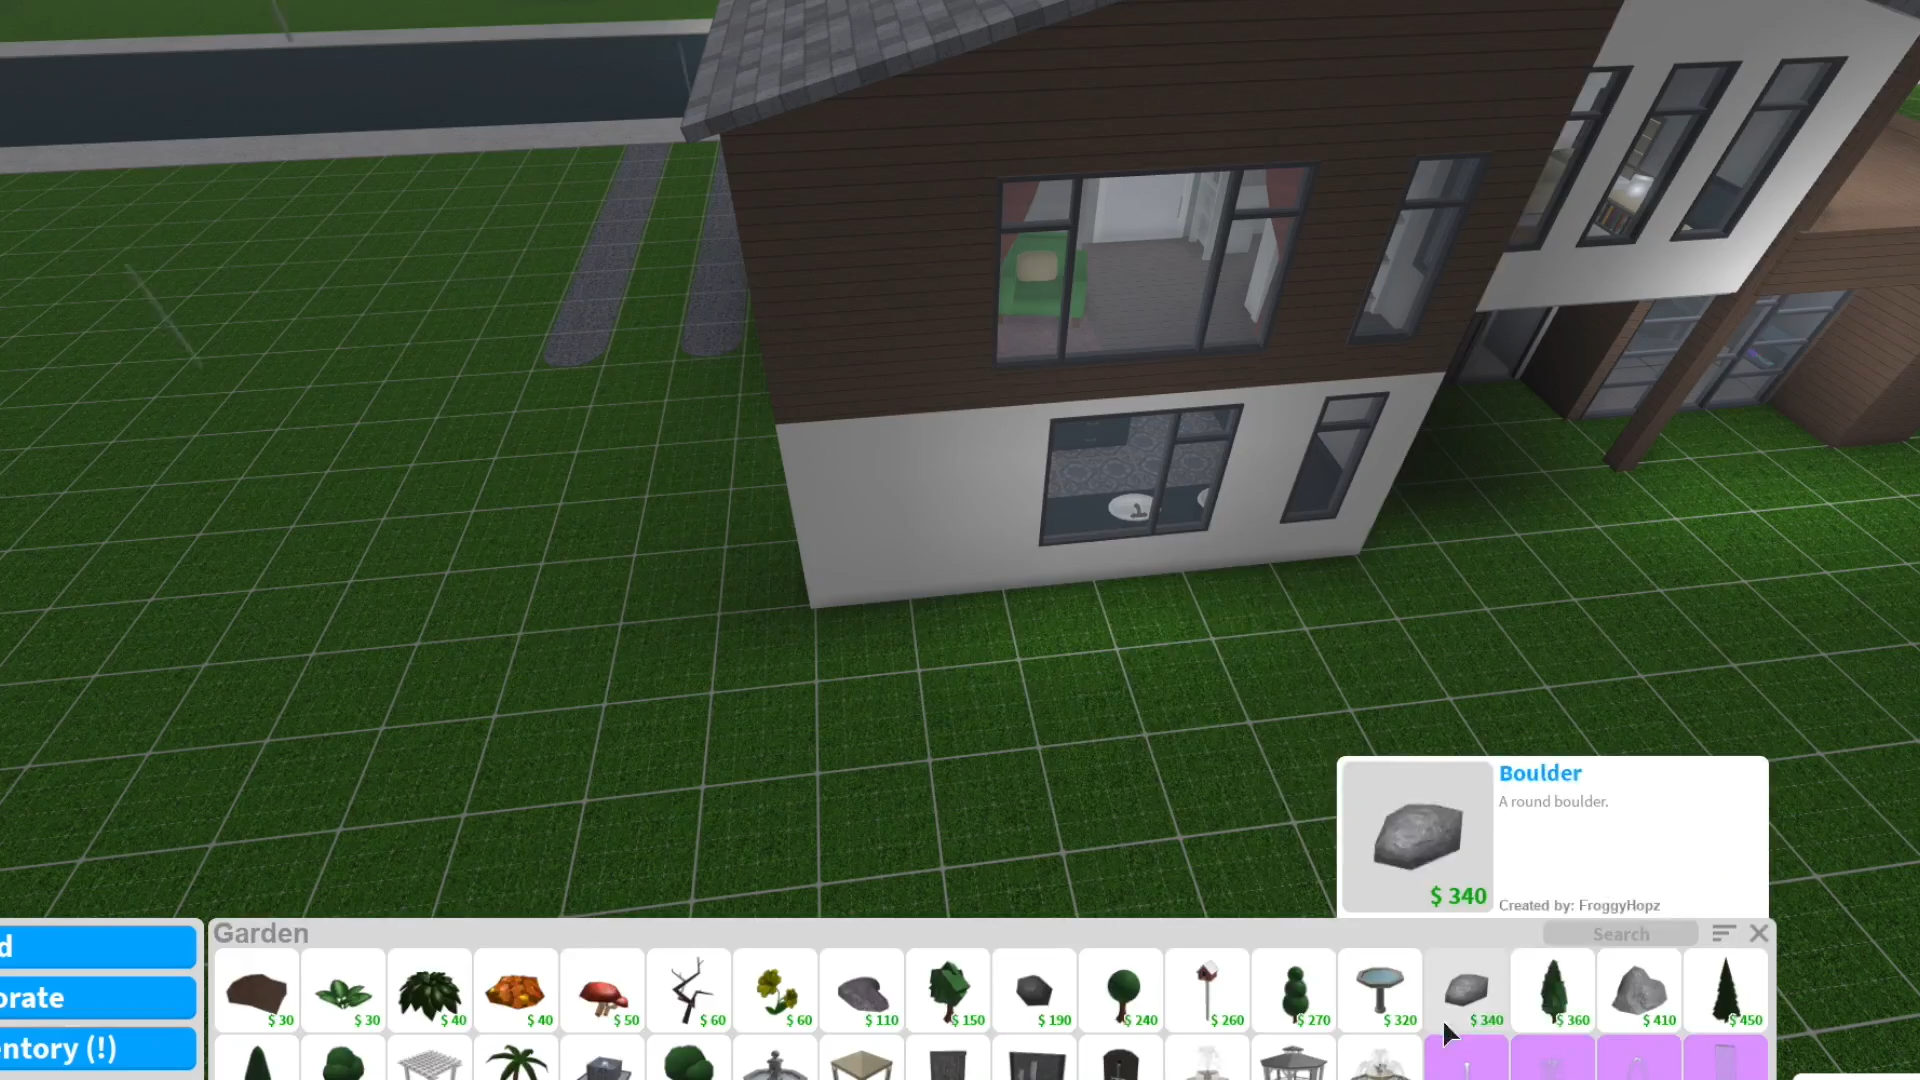 Boulder
A round boulder.
$ 340
Created by: FroggyHopz
d
orate
entory (!)
Garden
Search
$ 30
$ 30
$ 40
$ 40
$ 50
$ 60
$ 60
$ 110
$ 150
$ 190
$ 240
$ 260
$ 270
$ 320
$ 340
$ 360
$ 410
$ 450